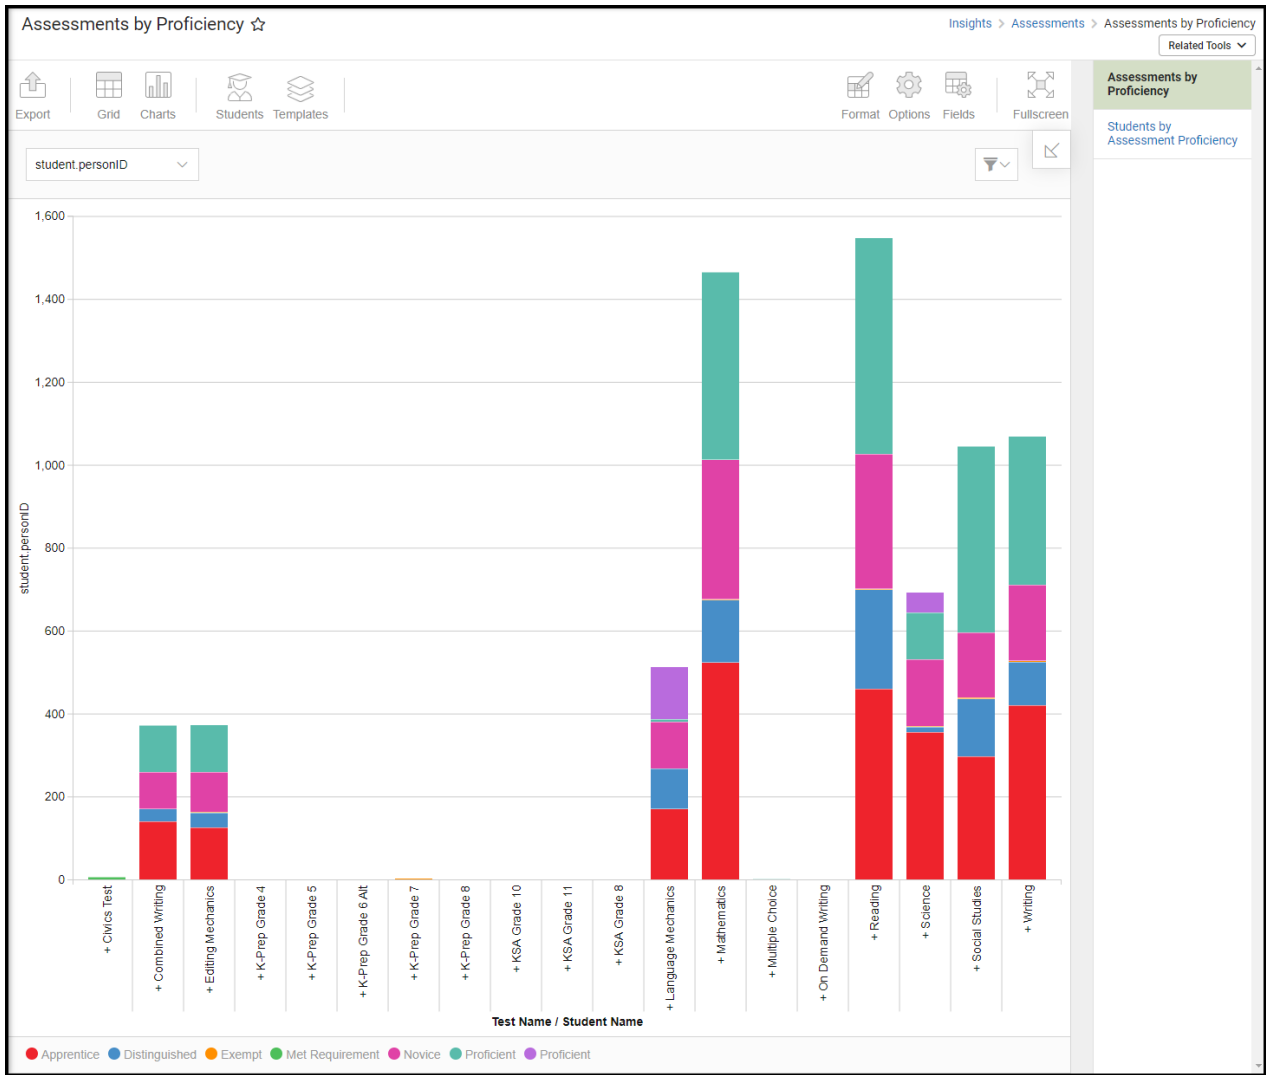 Assessments by Proficiency
Insights > Assessments > Assessments by Proficiency
Related Tools
Export
Grid
Charts
Students
Templates
Format
Options
Fields
Fullscreen
Assessments by
Proficiency
Students by
Assessment Proficiency
student.personID
1,600
1,400
1,200
1,000
800
600
400
200
0
student.personID
+ Civics Test
+ Combined Writing
+ Editing Mechanics
+ K-Prep Grade 4
+ K-Prep Grade 5
+ K-Prep Grade 6 Alt
+ K-Prep Grade 7
+ K-Prep Grade 8
+ KSA Grade 10
+ KSA Grade 11
+ KSA Grade 8
+ Language Mechanics
+ Mathematics
+ Multiple Choice
+ On Demand Writing
+ Reading
+ Science
+ Social Studies
+ Writing
Test Name / Student Name
Apprentice
Distinguished
Exempt
Met Requirement
Novice
Proficient
Proficient